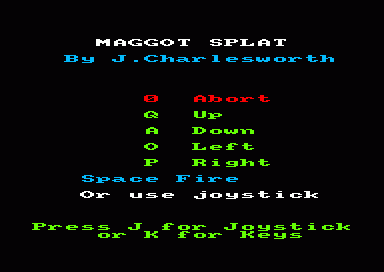 MAGGOT SPLAT
By J.Charlesworth
0 Abort
Q Up
A Down
O Left
P Right
Space Fire
Or use joystick
Press J for Joystick
or K for Keys